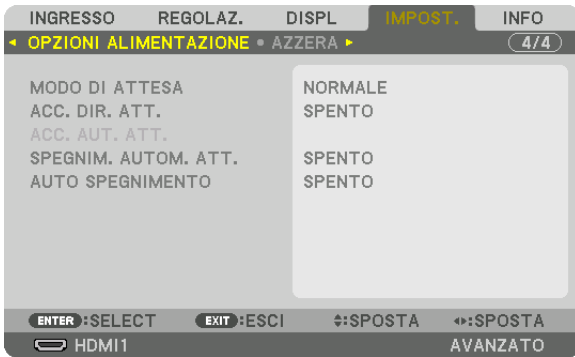 INGRESSO REGOLAZ. DISPL IMPOST. INFO
◄ OPZIONI ALIMENTAZIONE • AZZERA ► 4/4
MODO DI ATTESA NORMALE
ACC. DIR. ATT. SPENTO
ACC. AUT. ATT.
SPEGNIM. AUTOM. ATT. SPENTO
AUTO SPEGNIMENTO SPENTO
ENTER :SELECT EXIT :ESCI :SPOSTA :SPOSTA
HDMI1 AVANZATO